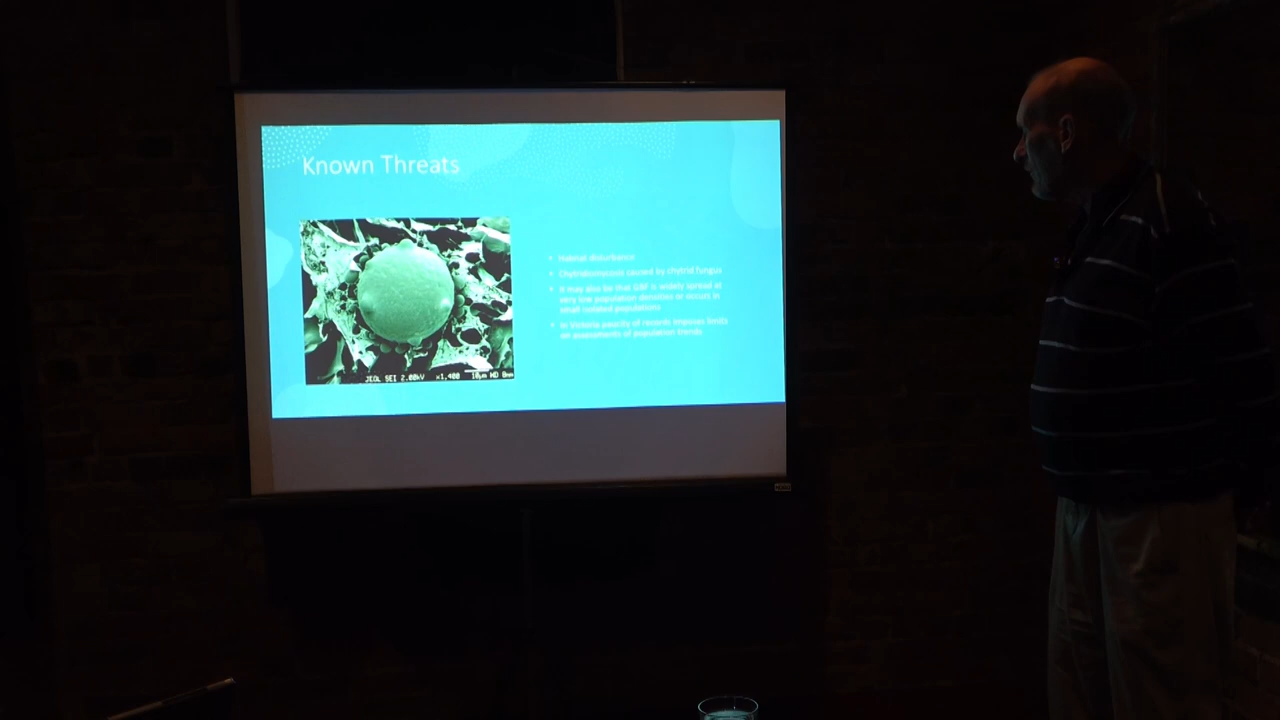 Known Threats
Habitat disturbance
Chytridiomycosis caused by chytrid fungus
It may also be that GBF is widely spread at
very low population densities or occurs in
small isolated populations
In Victoria paucity of records imposes limits
on assessments of population trends
JEOL SEI 2.00kV x1,400 10µm WD 8mm